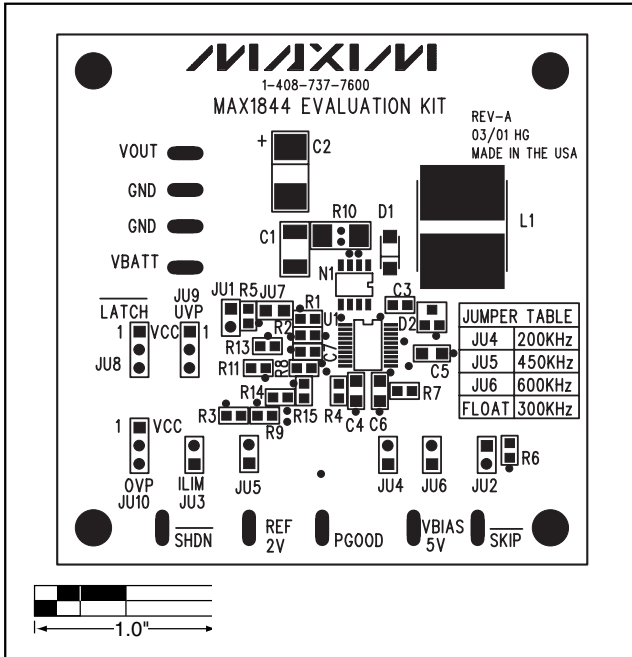 MAXIM
1-408-737-7600
MAX1844 EVALUATION KIT
REV-A
03/01 HG
MADE IN THE USA
VOUT
GND
GND
VBATT
+
C2
C1
R10
D1
L1
N1
JU1
R5
JU7
R1
R2
U1
C3
D2
C7
LATCH
1
VCC
JU8
JU9
UVP
1
R13
R11
R8
R14
R15
R3
R9
R4
C4
C6
R7
C5
JUMPER TABLE
JU4 200KHz
JU5 450KHz
JU6 600KHz
FLOAT 300KHz
1
VCC
OVP
JU10
ILIM
JU3
JU5
JU4
JU6
JU2
R6
SHDN
REF
2V
PGOOD
VBIAS
5V
SKIP
1.0"